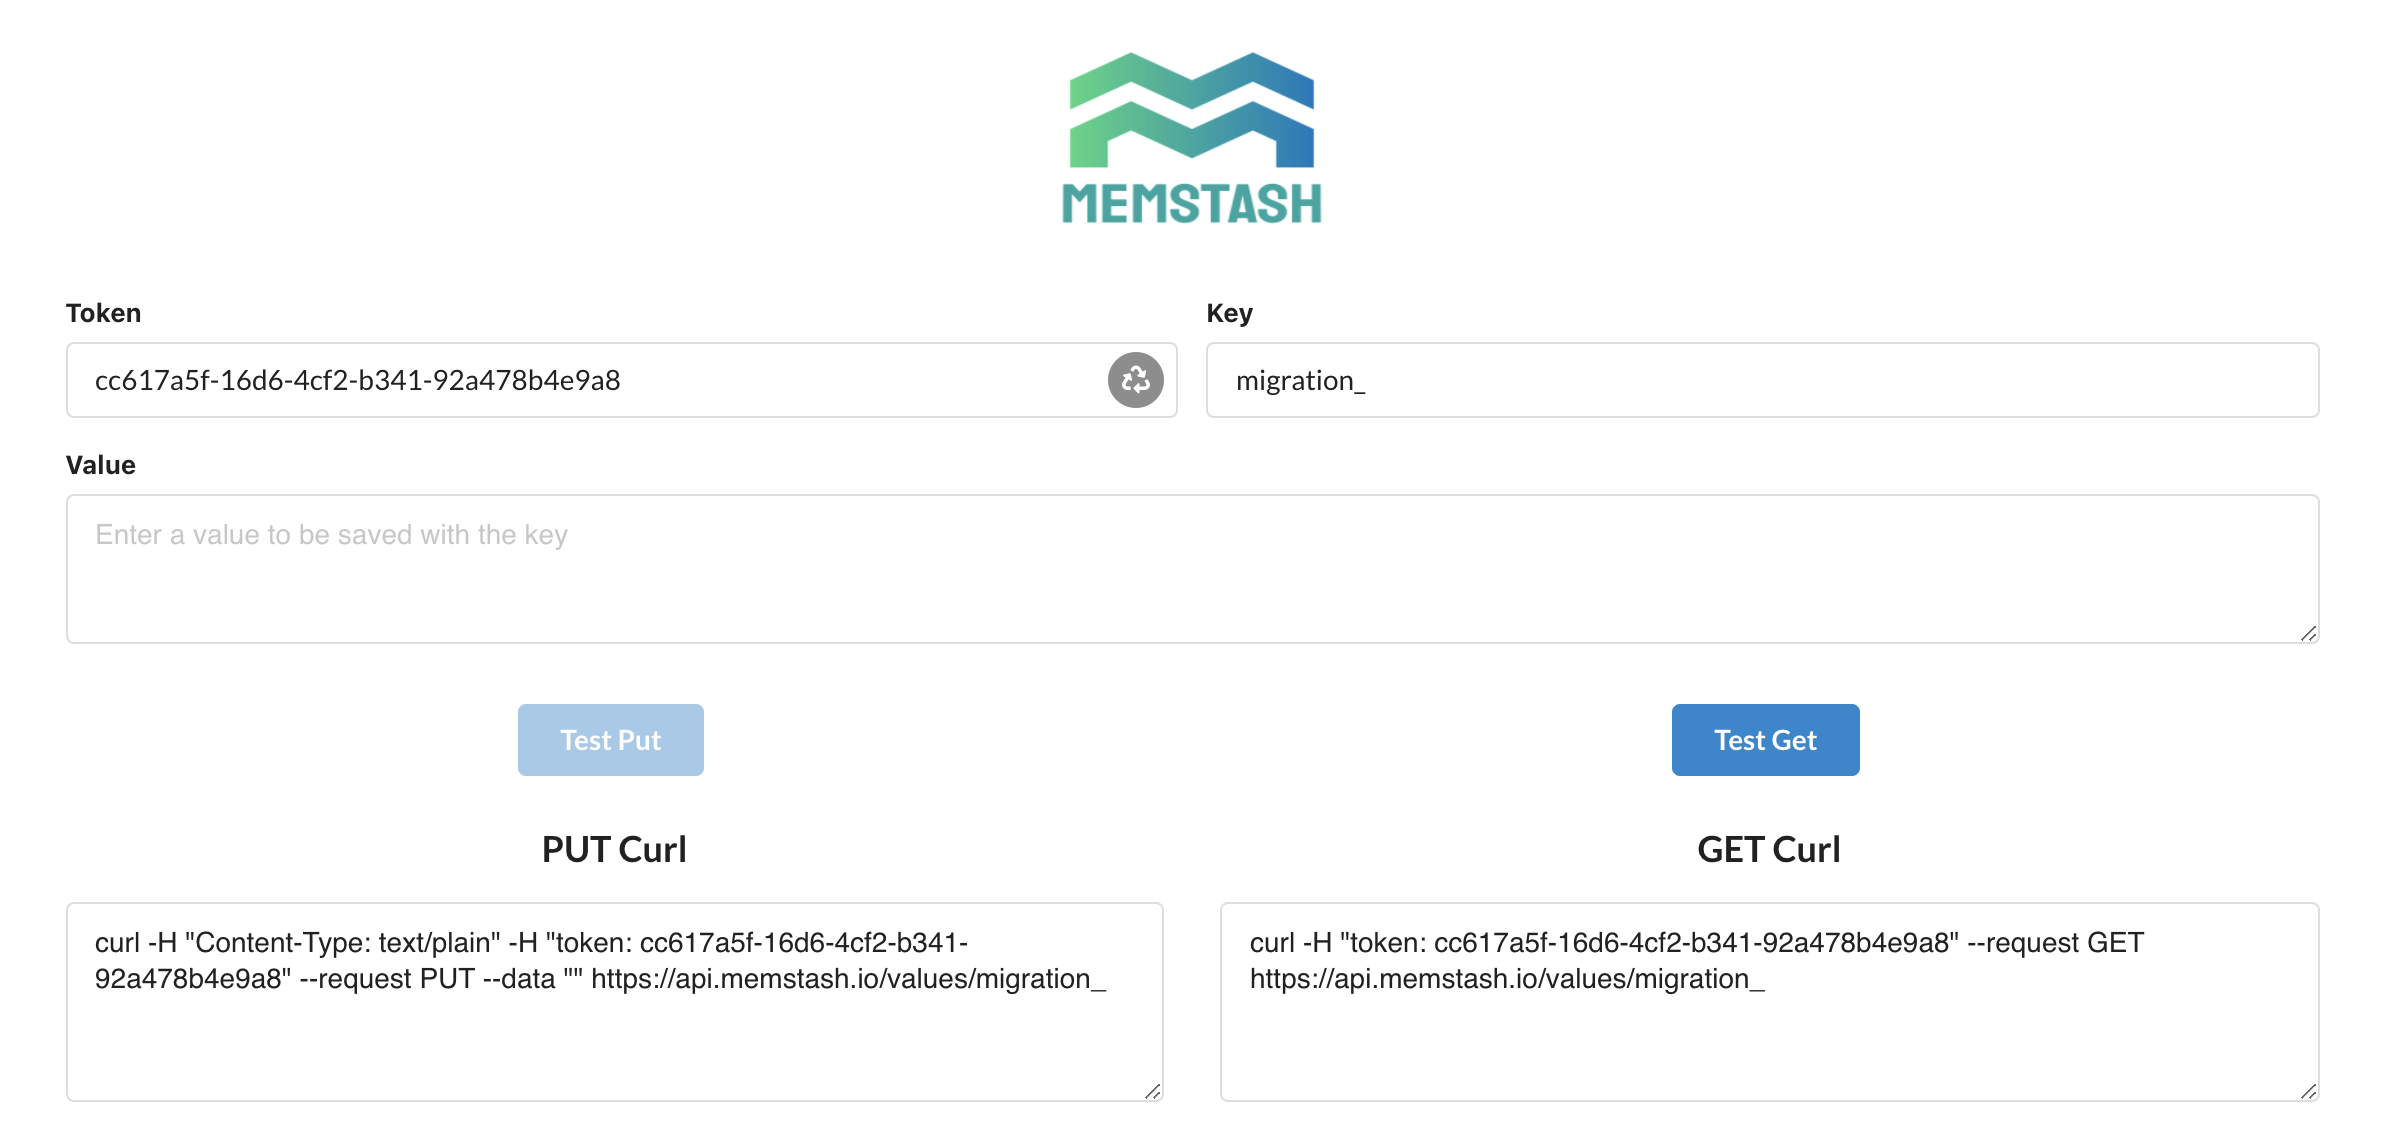 MEMSTASH
Token
Key
cc617a5f-16d6-4cf2-b341-92a478b4e9a8
migration_
Value
Enter a value to be saved with the key
Test Put
Test Get
PUT Curl
GET Curl
curl -H "Content-Type: text/plain" -H "token: cc617a5f-16d6-4cf2-b341-
92a478b4e9a8" --request PUT --data "" https://api.memstash.io/values/migration_
curl -H "token: cc617a5f-16d6-4cf2-b341-92a478b4e9a8" --request GET
https://api.memstash.io/values/migration_